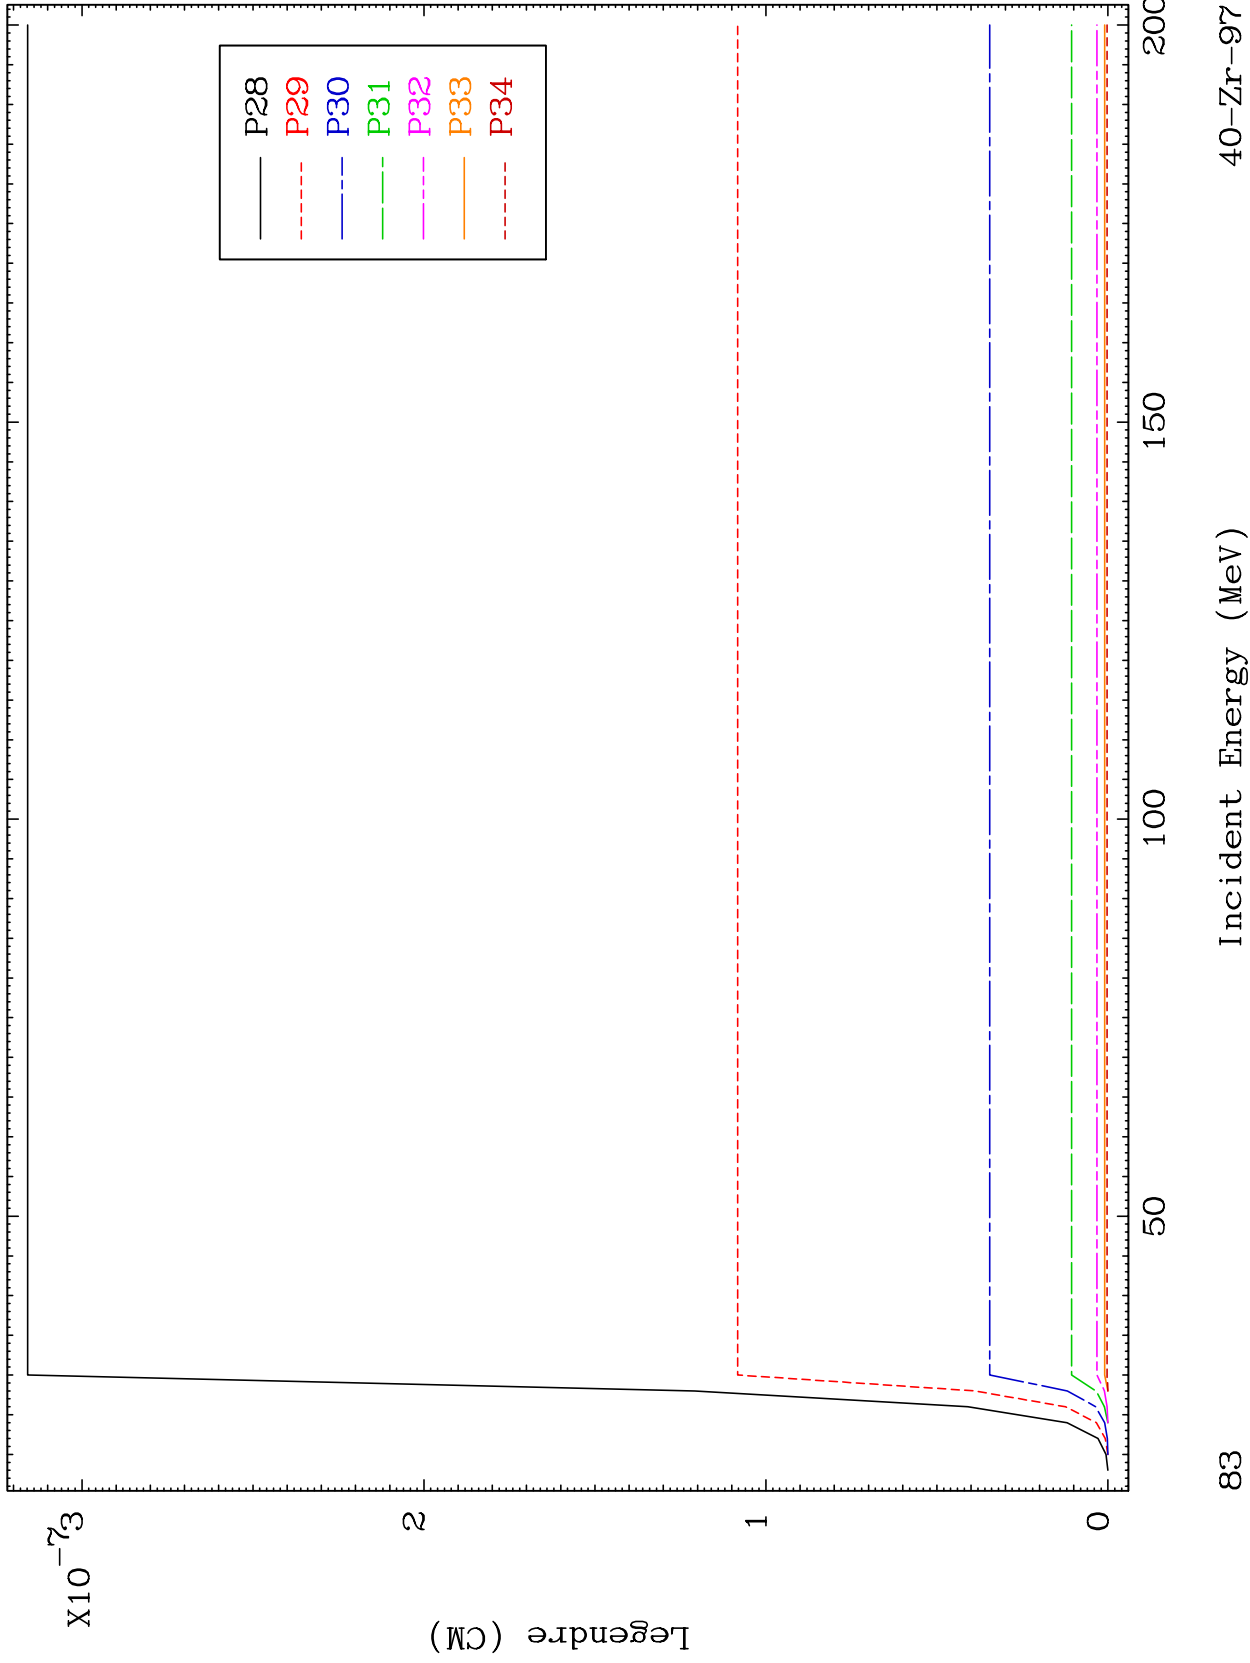 X10⁻⁷
3
2
1
0
Legendre (CM)
P28
P29
P30
P31
P32
P33
P34
50
100
150
200
Incident Energy (MeV)
83
40-Zr-97